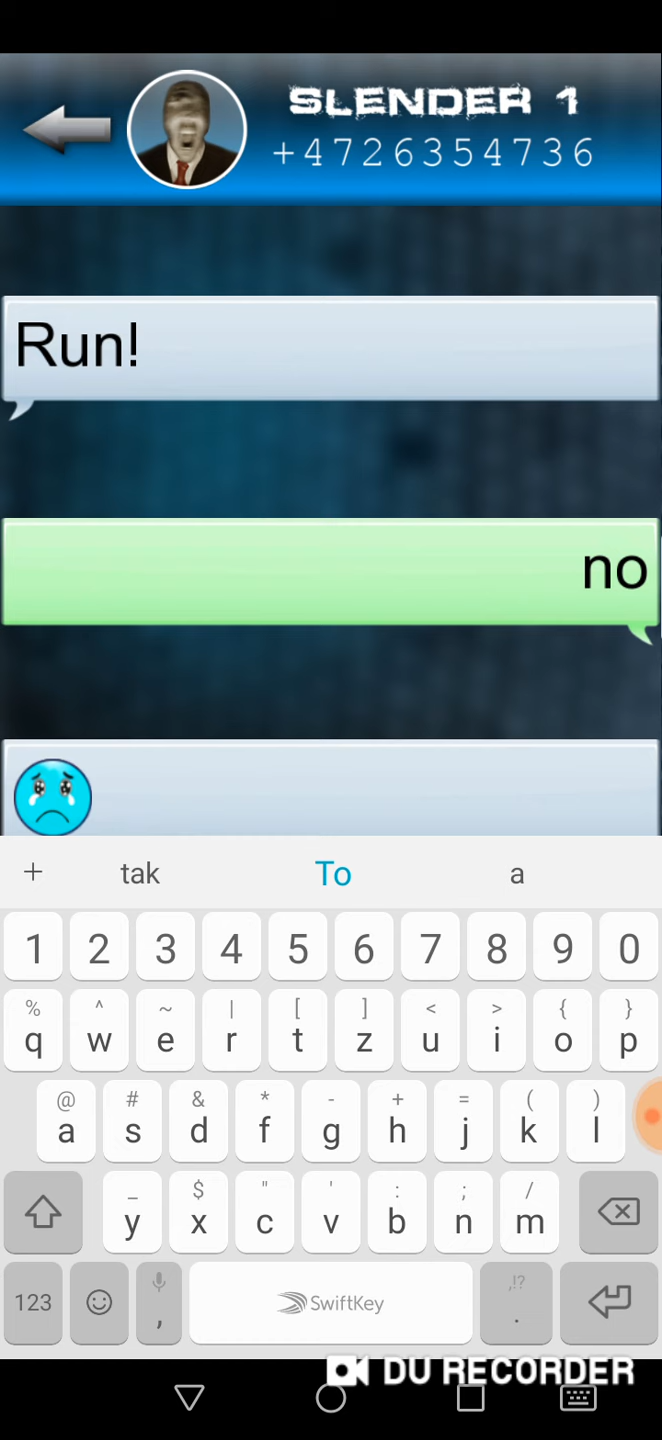 SLENDER 1
+4726354736
Run!
no
+ tak To a
1 2 3 4 5 6 7 8 9 0
% ^ ~ | [ ] < > { }
q w e r t z u i o p
@ # & * - + = ( )
a s d f g h j k l
_ $ " ' : ; /
y x c v b n m
,!?
123 , SwiftKey .
DU RECORDER